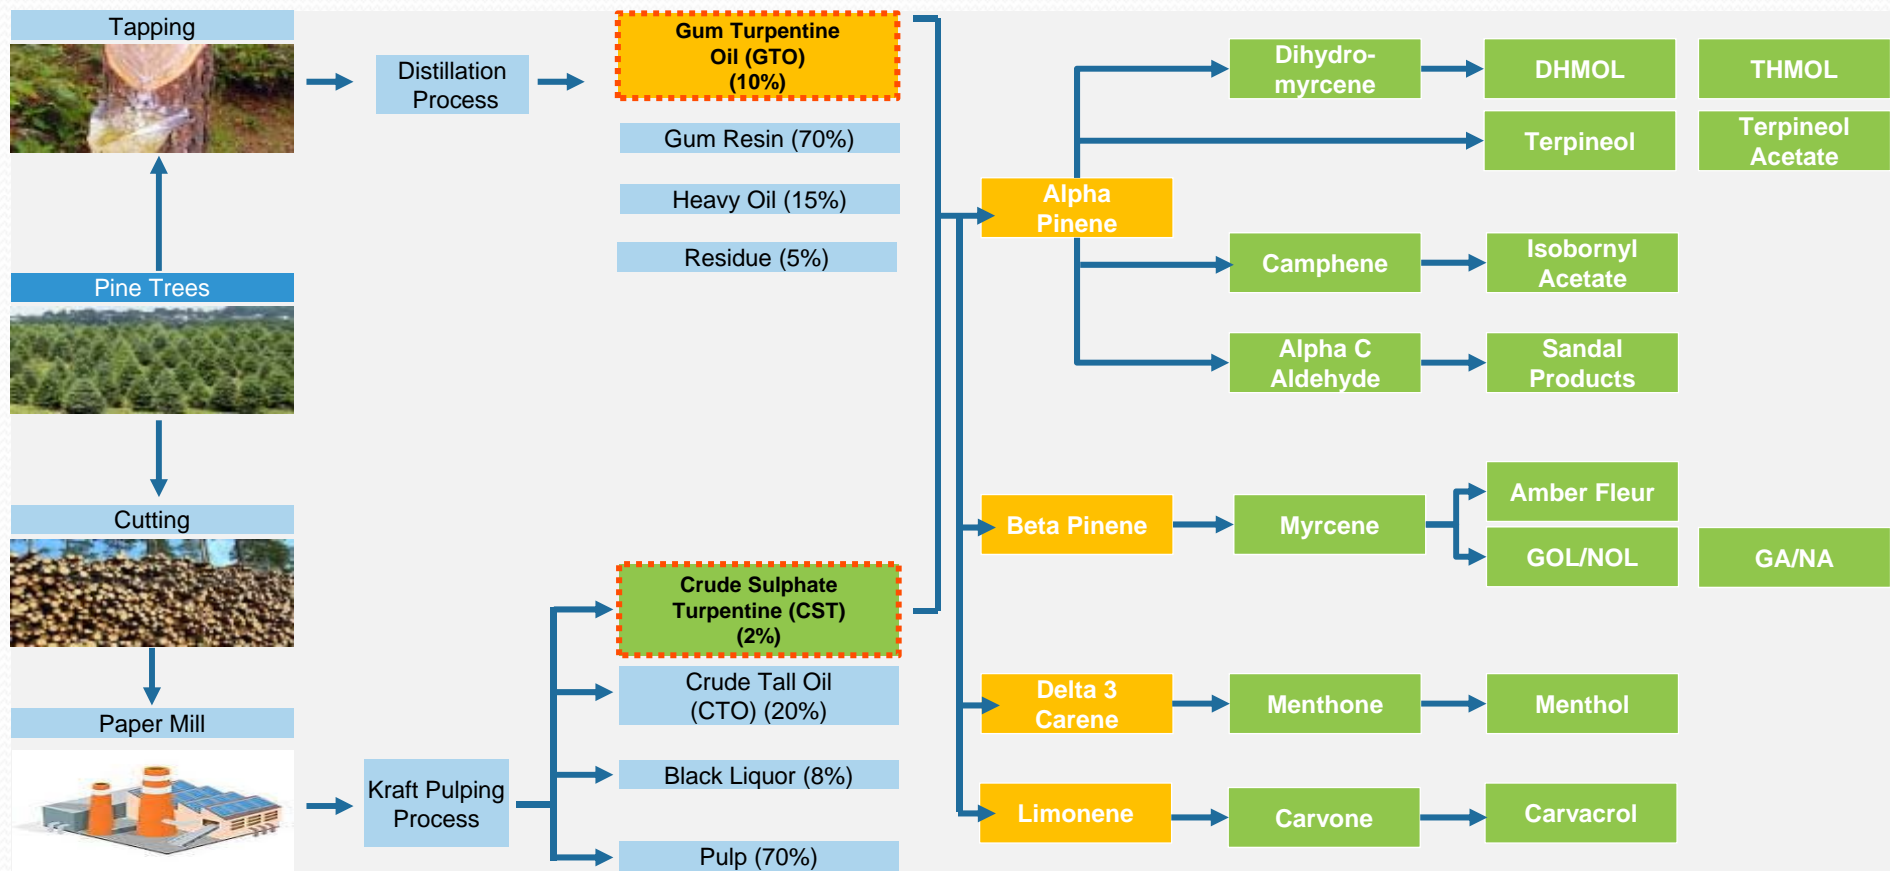 Tapping
Distillation
Process
Gum Turpentine
Oil (GTO)
(10%)
Gum Resin (70%)
Heavy Oil (15%)
Residue (5%)
Pine Trees
Cutting
Paper Mill
Kraft Pulping
Process
Crude Sulphate
Turpentine (CST)
(2%)
Crude Tall Oil
(CTO) (20%)
Black Liquor (8%)
Pulp (70%)
Alpha
Pinene
Dihydro-
myrcene
DHMOL
THMOL
Terpineol
Terpineol
Acetate
Camphene
Isobornyl
Acetate
Alpha C
Aldehyde
Sandal
Products
Beta Pinene
Myrcene
Amber Fleur
GOL/NOL
GA/NA
Delta 3
Carene
Menthone
Menthol
Limonene
Carvone
Carvacrol